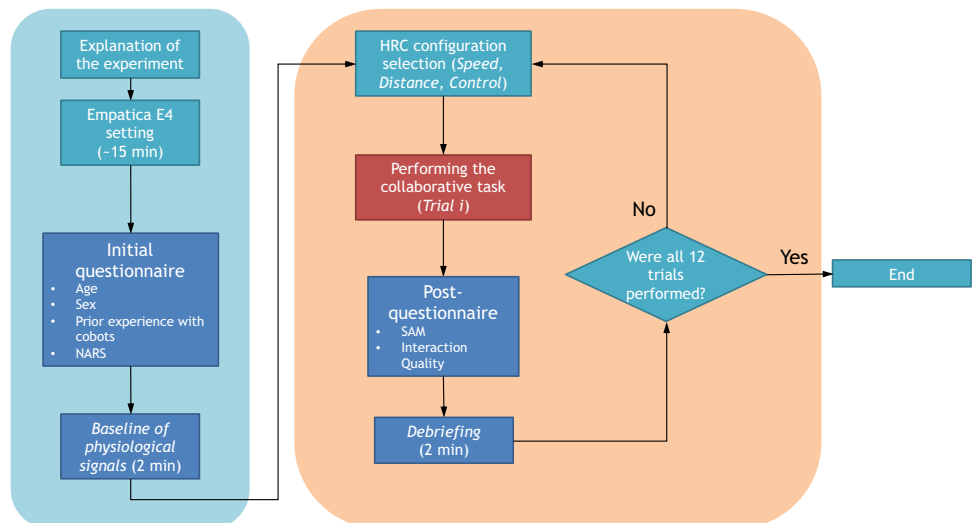 Explanation of
the experiment
Empatica E4
setting
(~15 min)
Initial
questionnaire
• Age
• Sex
• Prior experience with
cobots
• NARS
Baseline of
physiological
signals (2 min)
HRC configuration
selection (Speed,
Distance, Control)
Performing the
collaborative task
(Trial i)
Post-
questionnaire
• SAM
• Interaction
Quality
Debriefing
(2 min)
No
Were all 12
trials
performed?
Yes
End